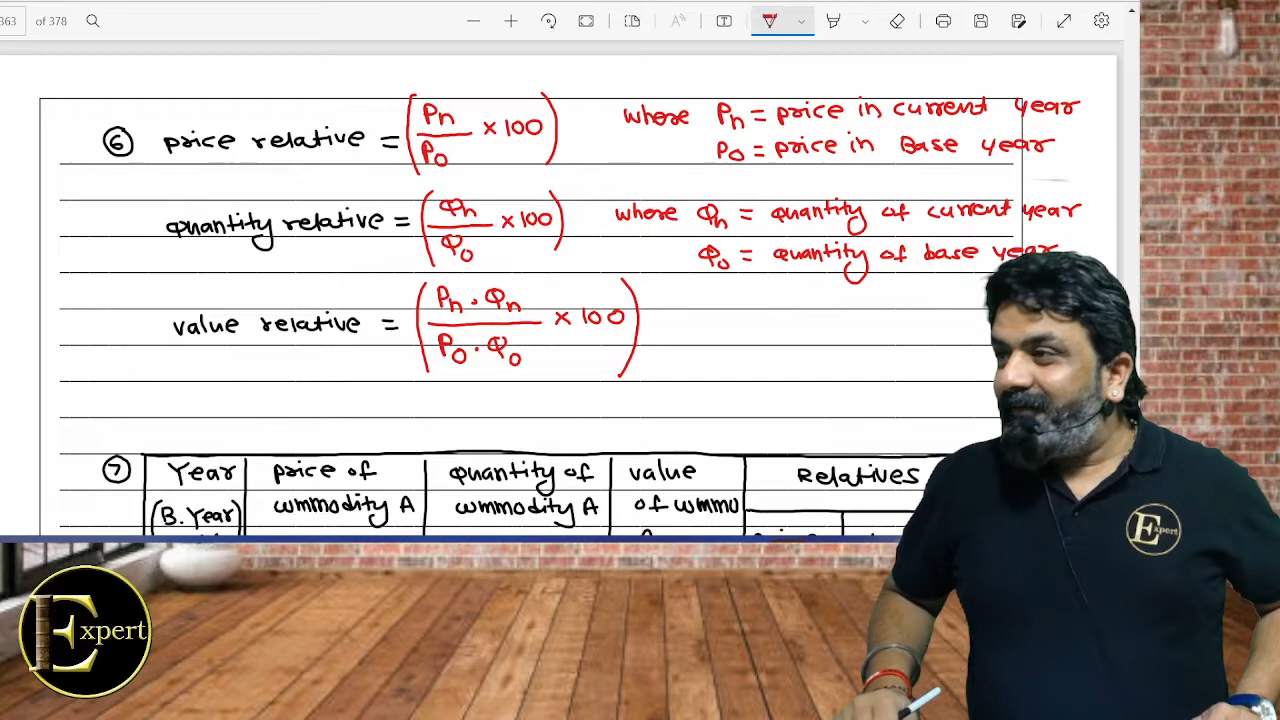 363 of 378
⑥ price relative = (Pn / P0 × 100) where Pn = price in current year
P0 = price in Base year
quantity relative = (Qn / Q0 × 100) where Qn = quantity of current year
Q0 = quantity of base year
value relative = (Pn . Qn / P0 . Q0 × 100)
⑦ Year price of quantity of value Relatives
(B.Year) commodity A commodity A of commo
Expert
Expert